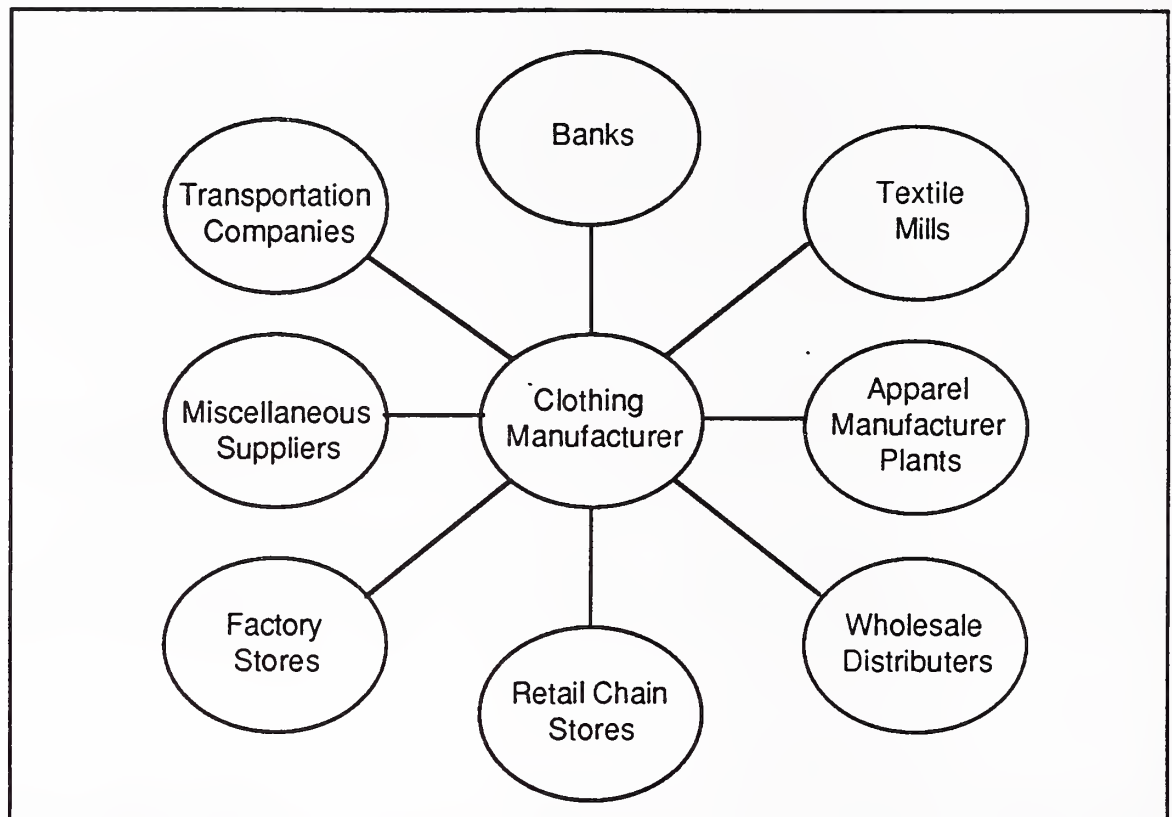 Banks
Transportation
Companies
Textile
Mills
Miscellaneous
Suppliers
Clothing
Manufacturer
Apparel
Manufacturer
Plants
Factory
Stores
Retail Chain
Stores
Wholesale
Distributers